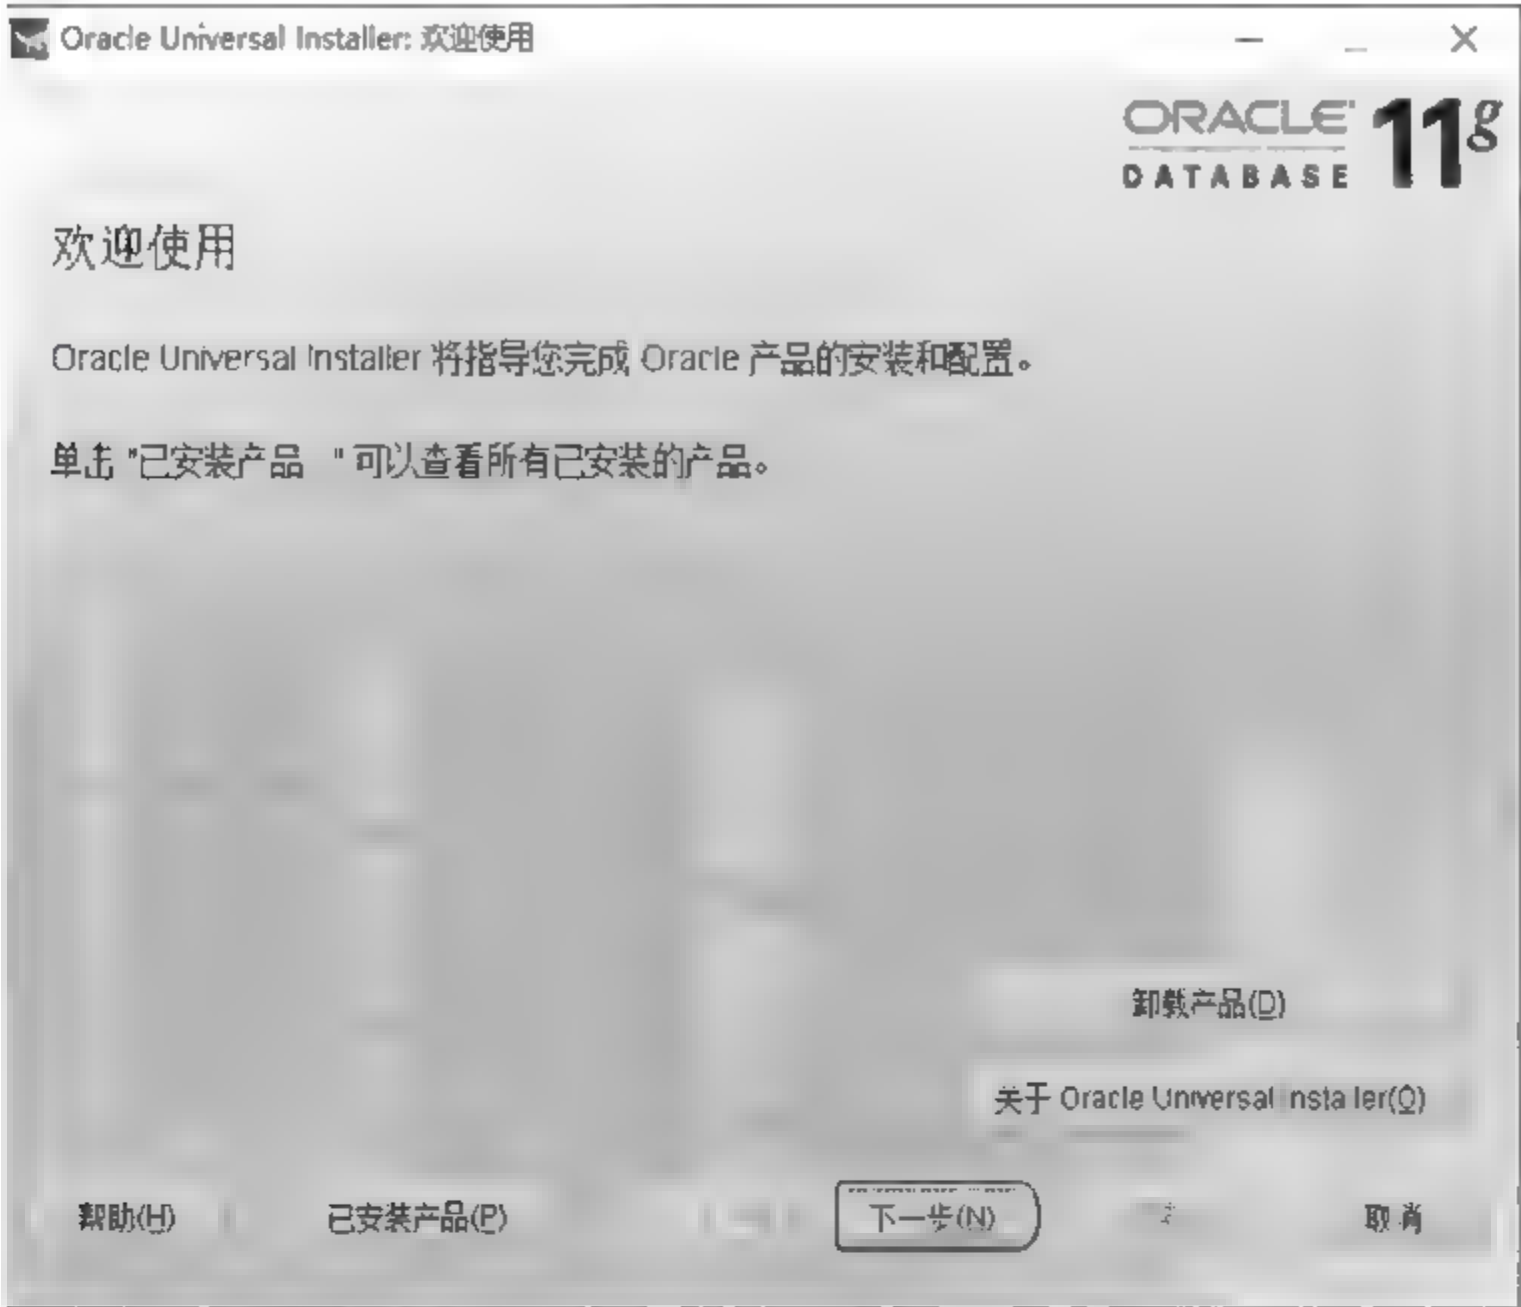 Oracle Universal Installer: 欢迎使用
ORACLE 11g
DATABASE
欢迎使用
Oracle Universal Installer 将指导您完成 Oracle 产品的安装和配置。
单击 "已安装产品 " 可以查看所有已安装的产品。
卸载产品(D)
关于 Oracle Universal Installer(O)
帮助(H) 已安装产品(P) 下一步(N) 取消